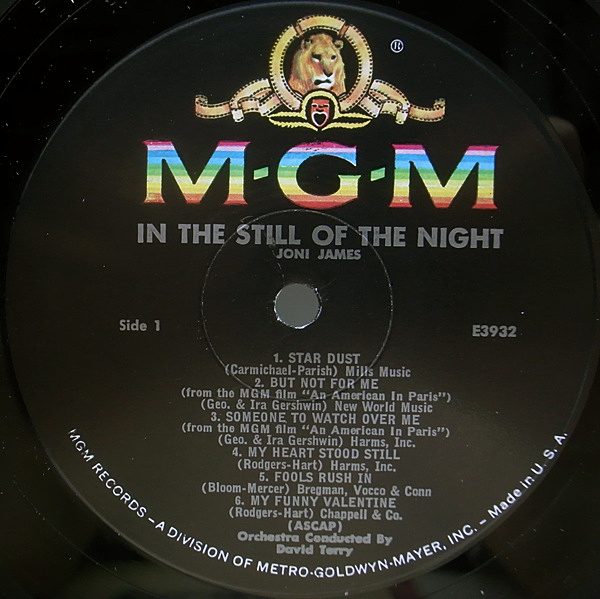 ®
M·G·M
IN THE STILL OF THE NIGHT
JONI JAMES
Side 1
E3932
1. STAR DUST
(Carmichael-Parish) Mills Music
2. BUT NOT FOR ME
(from the MGM film "An American In Paris")
(Geo. & Ira Gershwin) New World Music
3. SOMEONE TO WATCH OVER ME
(from the MGM film "An American In Paris")
(Geo. & Ira Gershwin) Harms, Inc.
4. MY HEART STOOD STILL
(Rodgers-Hart) Harms, Inc.
5. FOOLS RUSH IN
(Bloom-Mercer) Bregman, Vocco & Conn
6. MY FUNNY VALENTINE
(Rodgers-Hart) Chappell & Co.
(ASCAP)
Orchestra Conducted By
David Terry
MGM RECORDS – A DIVISION OF METRO-GOLDWYN-MAYER, INC. – Made in U. S. A.